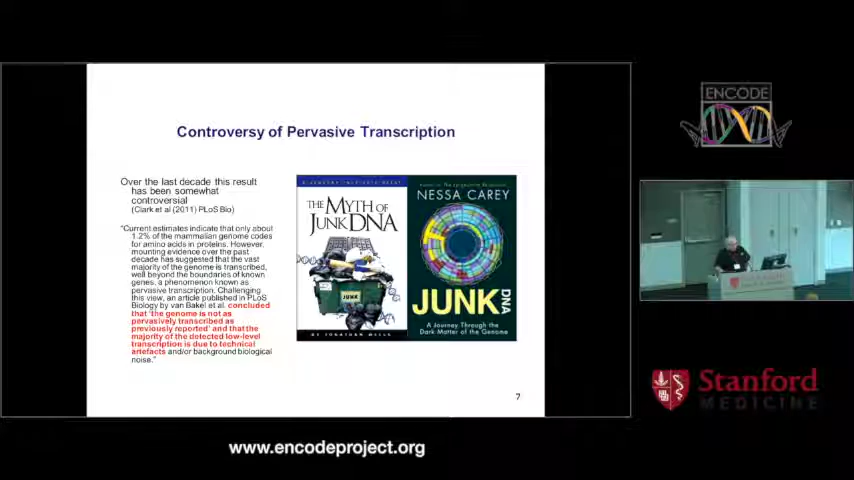 Controversy of Pervasive Transcription
Over the last decade this result
has been somewhat
controversial
(Clark et al (2011) PLoS Bio)
"Current estimates indicate that only about
1.2% of the mammalian genome codes
for amino acids in proteins. However,
mounting evidence over the past
decade has suggested that the vast
majority of the genome is transcribed,
well beyond the boundaries of known
genes, a phenomenon known as
pervasive transcription. Challenging
this view, an article published in PLoS
Biology by van Bakel et al. concluded
that 'the genome is not as
pervasively transcribed as
previously reported' and that the
majority of the detected low-level
transcription is due to technical
artefacts and/or background biological
noise."
THE MYTH OF
JUNK DNA
JUNK
BY JONATHAN WELLS
NESSA CAREY
JUNK
DNA
A Journey Through the
Dark Matter of the Genome
7
ENCODE
Stanford
MEDICINE
www.encodeproject.org